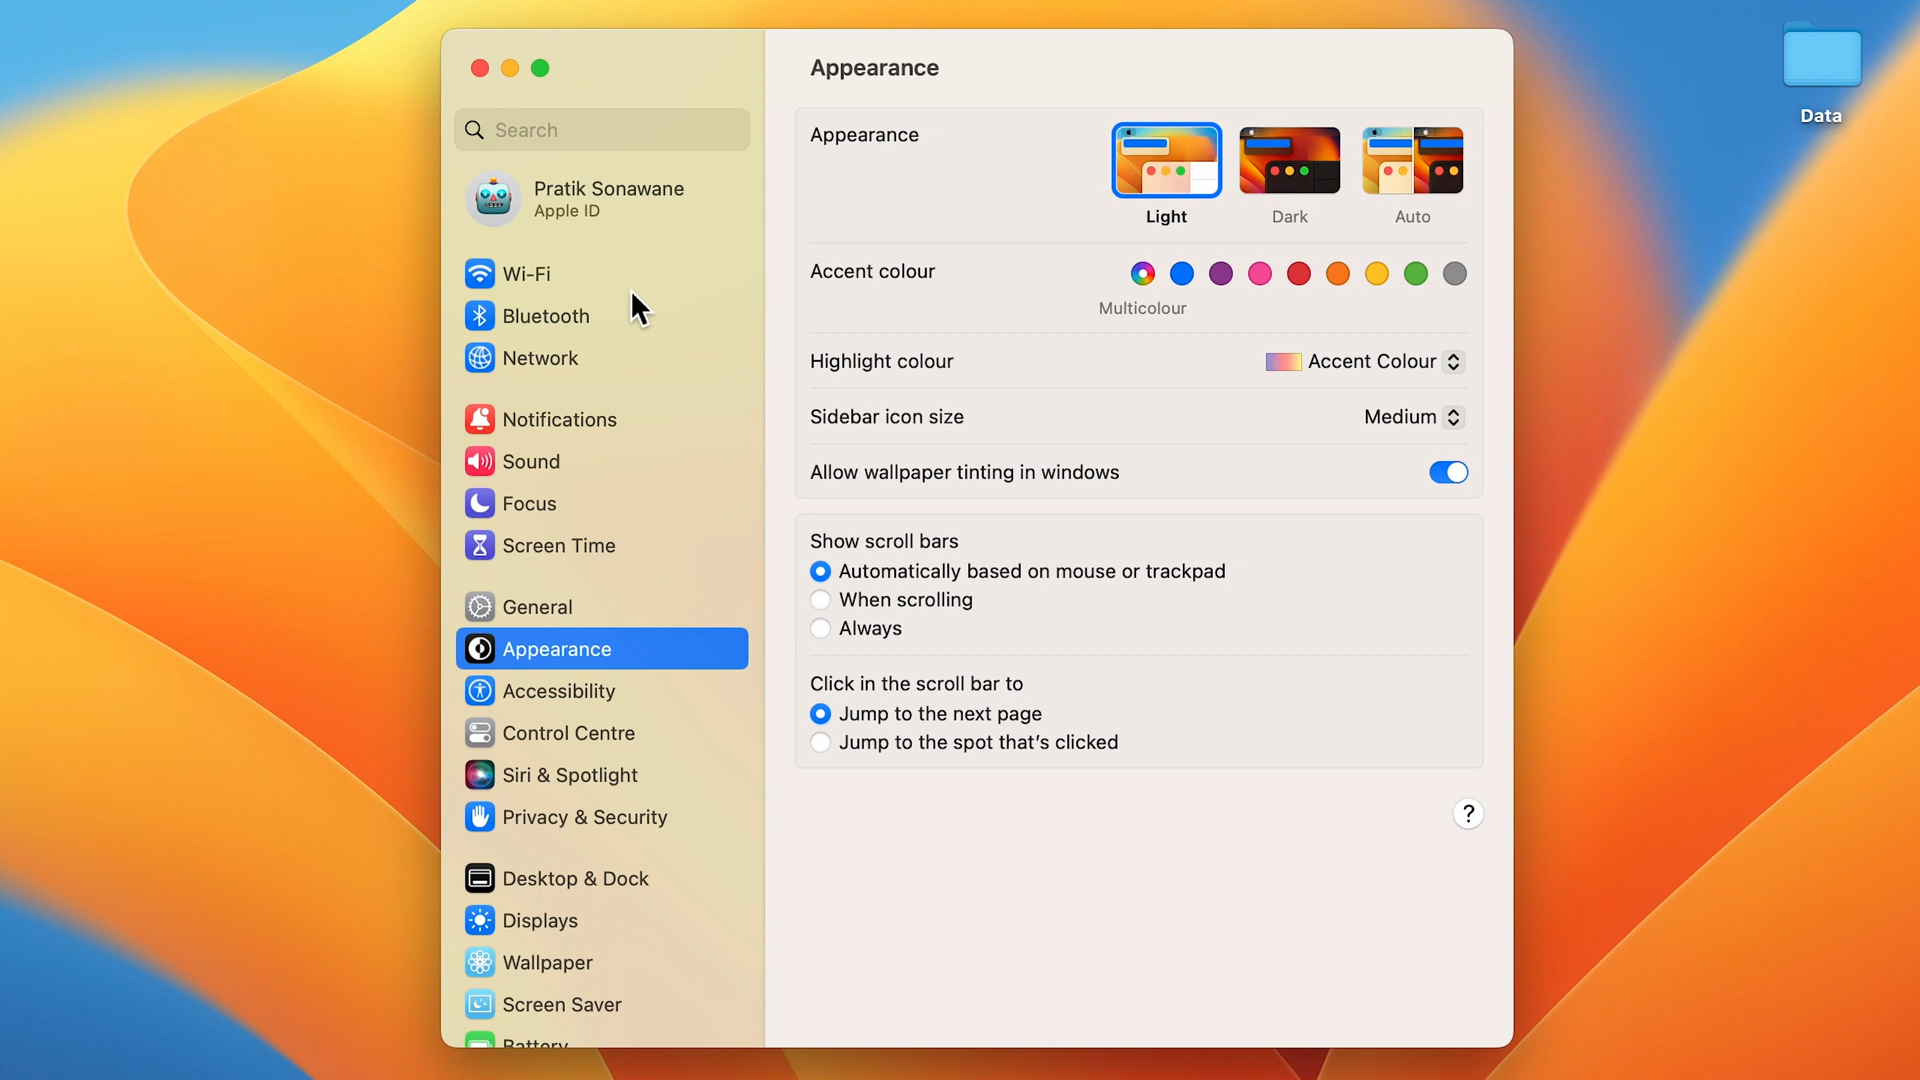 Data
Search
Pratik Sonawane
Apple ID
Wi-Fi
Bluetooth
Network
Notifications
Sound
Focus
Screen Time
General
Appearance
Accessibility
Control Centre
Siri & Spotlight
Privacy & Security
Desktop & Dock
Displays
Wallpaper
Screen Saver
Battery
Appearance
Appearance
Light
Dark
Auto
Accent colour
Multicolour
Highlight colour
Accent Colour
Sidebar icon size
Medium
Allow wallpaper tinting in windows
Show scroll bars
Automatically based on mouse or trackpad
When scrolling
Always
Click in the scroll bar to
Jump to the next page
Jump to the spot that's clicked
?